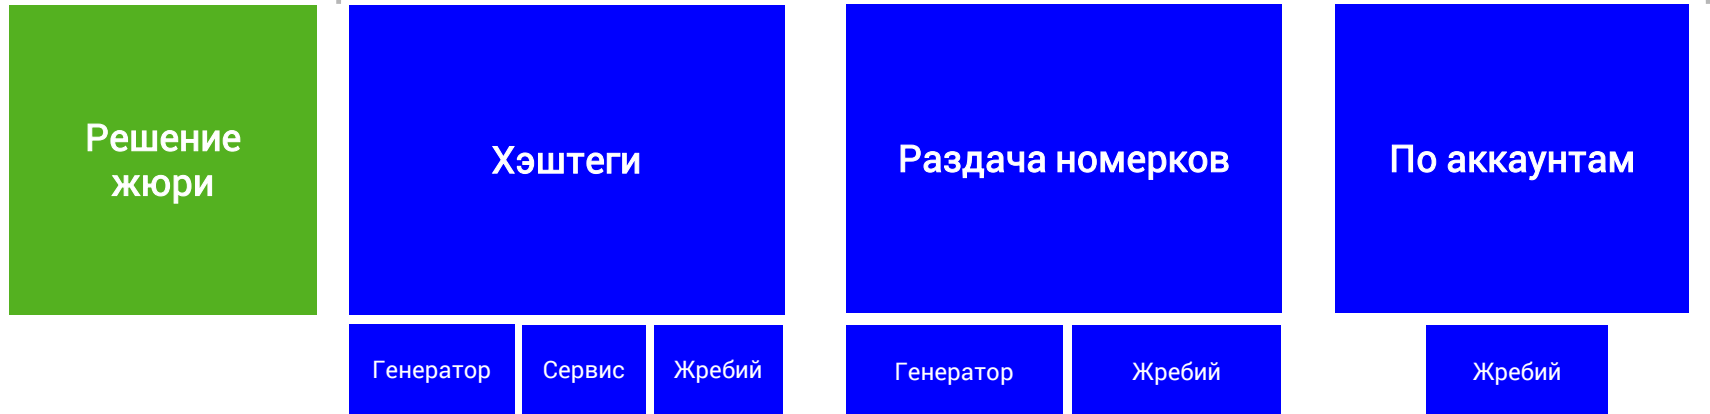 Решение
жюри
Хэштеги
Раздача номерков
По аккаунтам
Генератор
Сервис
Жребий
Генератор
Жребий
Жребий